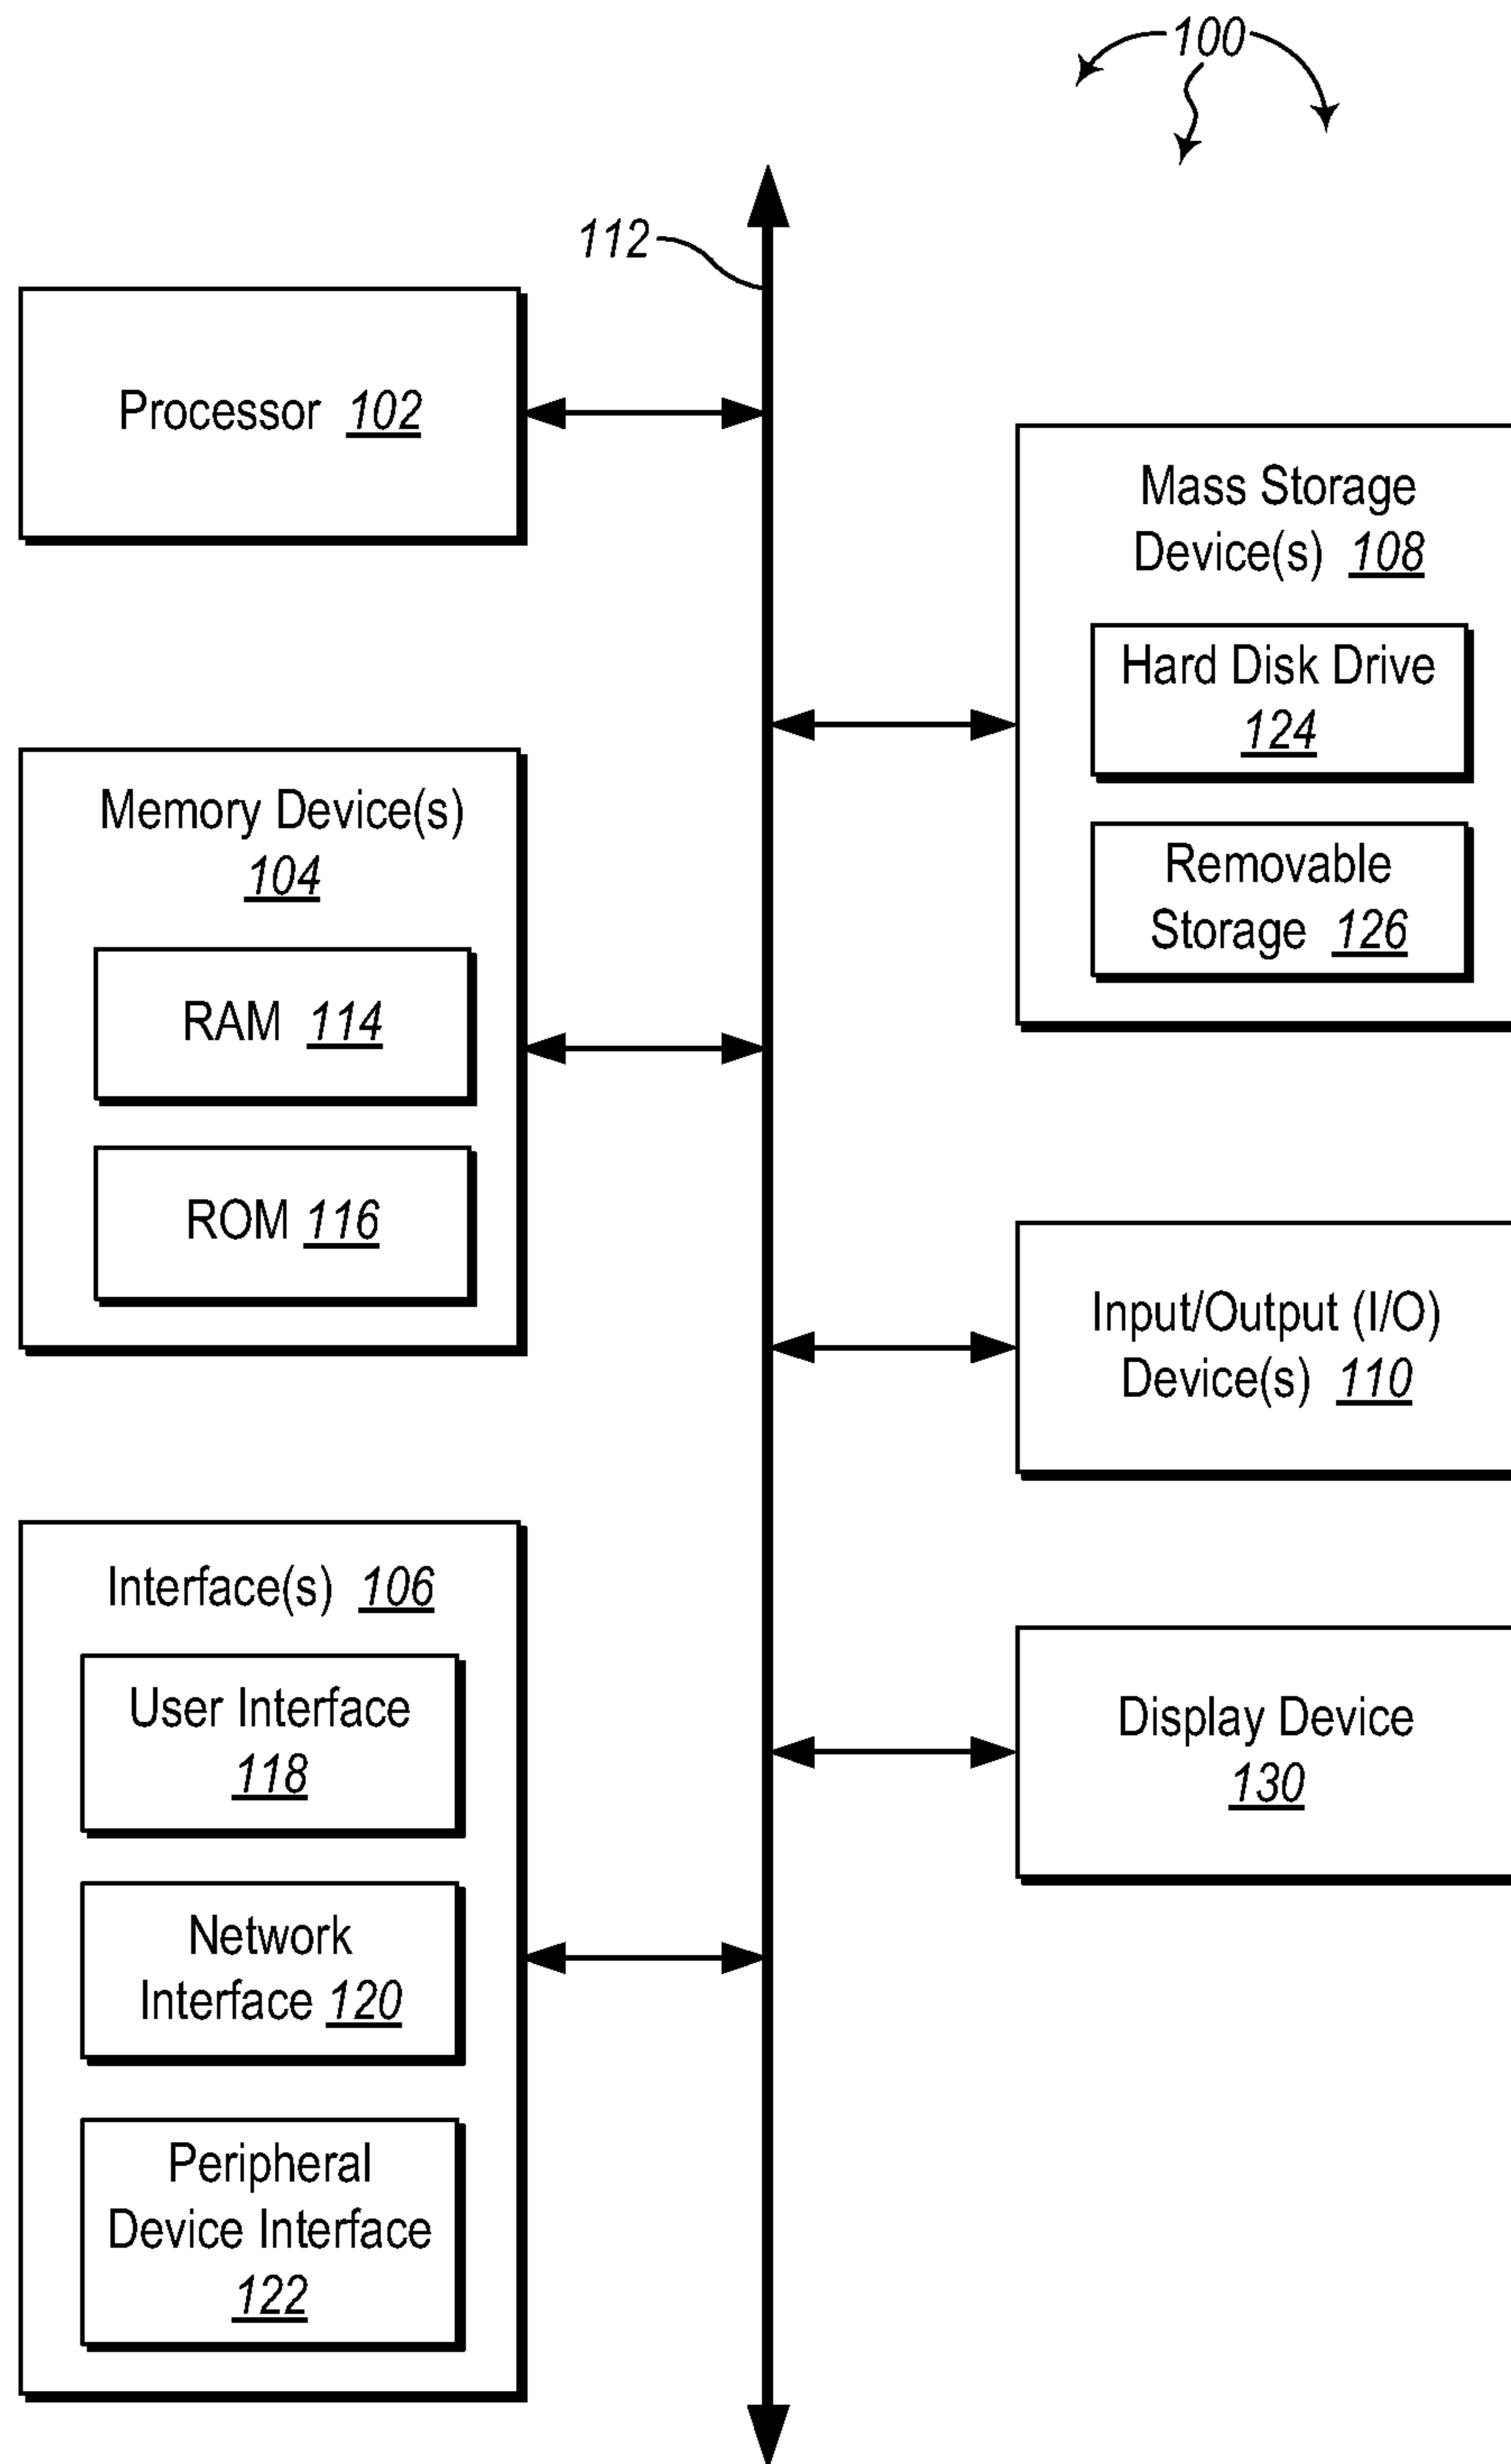 100
112
Processor 102
Mass Storage
Device(s) 108
Hard Disk Drive
124
Removable
Storage 126
Memory Device(s)
104
RAM 114
ROM 116
Input/Output (I/O)
Device(s) 110
Interface(s) 106
User Interface
118
Network
Interface 120
Peripheral
Device Interface
122
Display Device
130